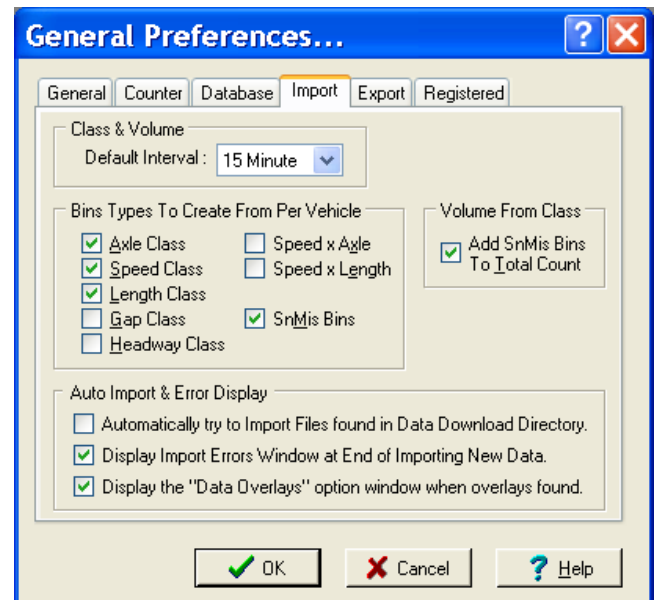 General Preferences...
General Counter Database Import Export Registered
Class & Volume
Default Interval : 15 Minute
Bins Types To Create From Per Vehicle
Axle Class
Speed Class
Length Class
Gap Class
Headway Class
Speed x Axle
Speed x Length
SnMis Bins
Volume From Class
Add SnMis Bins
To Total Count
Auto Import & Error Display
Automatically try to Import Files found in Data Download Directory.
Display Import Errors Window at End of Importing New Data.
Display the "Data Overlays" option window when overlays found.
OK Cancel ? Help